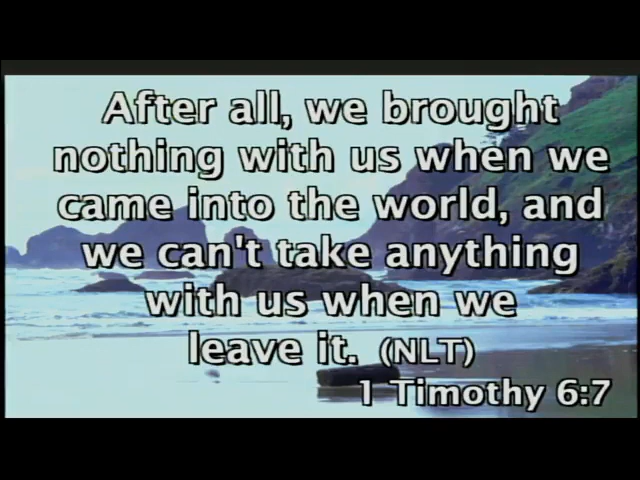 After all, we brought
nothing with us when we
came into the world, and
we can't take anything
with us when we
leave it. (NLT)
1 Timothy 6:7